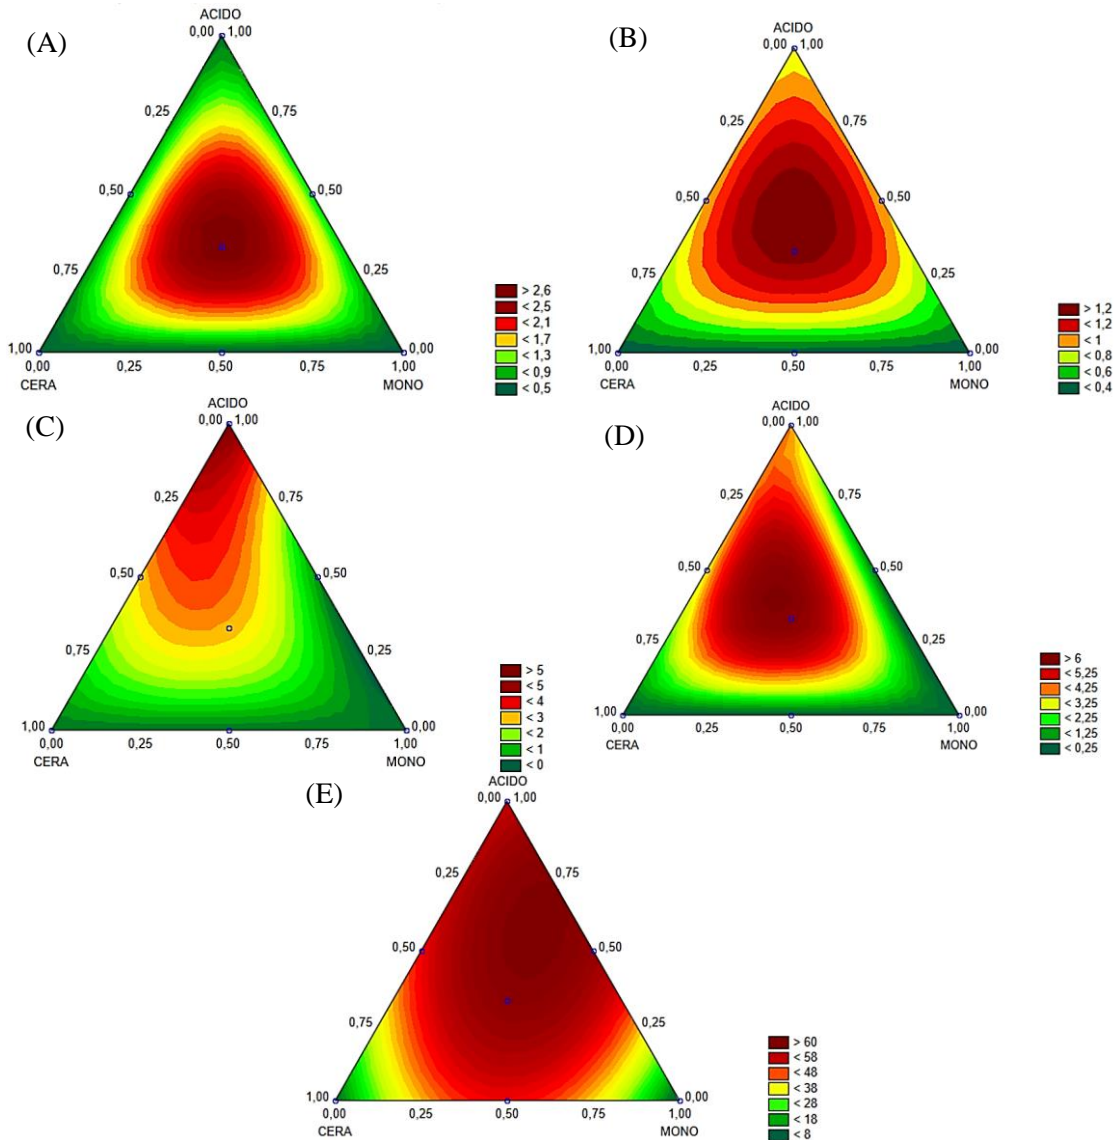 (A)
ACIDO
0,00 1,00
0,25 0,75
0,50 0,50
0,75 0,25
1,00 0,00
0,00 0,25 0,50 0,75 1,00
CERA MONO
> 2,6
< 2,5
< 2,1
< 1,7
< 1,3
< 0,9
< 0,5
(B)
ACIDO
0,00 1,00
0,25 0,75
0,50 0,50
0,75 0,25
1,00 0,00
0,00 0,25 0,50 0,75 1,00
CERA MONO
> 1,2
< 1,2
< 1
< 0,8
< 0,6
< 0,4
(C)
ACIDO
0,00 1,00
0,25 0,75
0,50 0,50
0,75 0,25
1,00 0,00
0,00 0,25 0,50 0,75 1,00
CERA MONO
> 5
< 5
< 4
< 3
< 2
< 1
< 0
(D)
ACIDO
0,00 1,00
0,25 0,75
0,50 0,50
0,75 0,25
1,00 0,00
0,00 0,25 0,50 0,75 1,00
CERA MONO
> 6
< 5,25
< 4,25
< 3,25
< 2,25
< 1,25
< 0,25
(E)
ACIDO
0,00 1,00
0,25 0,75
0,50 0,50
0,75 0,25
1,00 0,00
0,00 0,25 0,50 0,75 1,00
CERA MONO
> 60
< 58
< 48
< 38
< 28
< 18
< 8